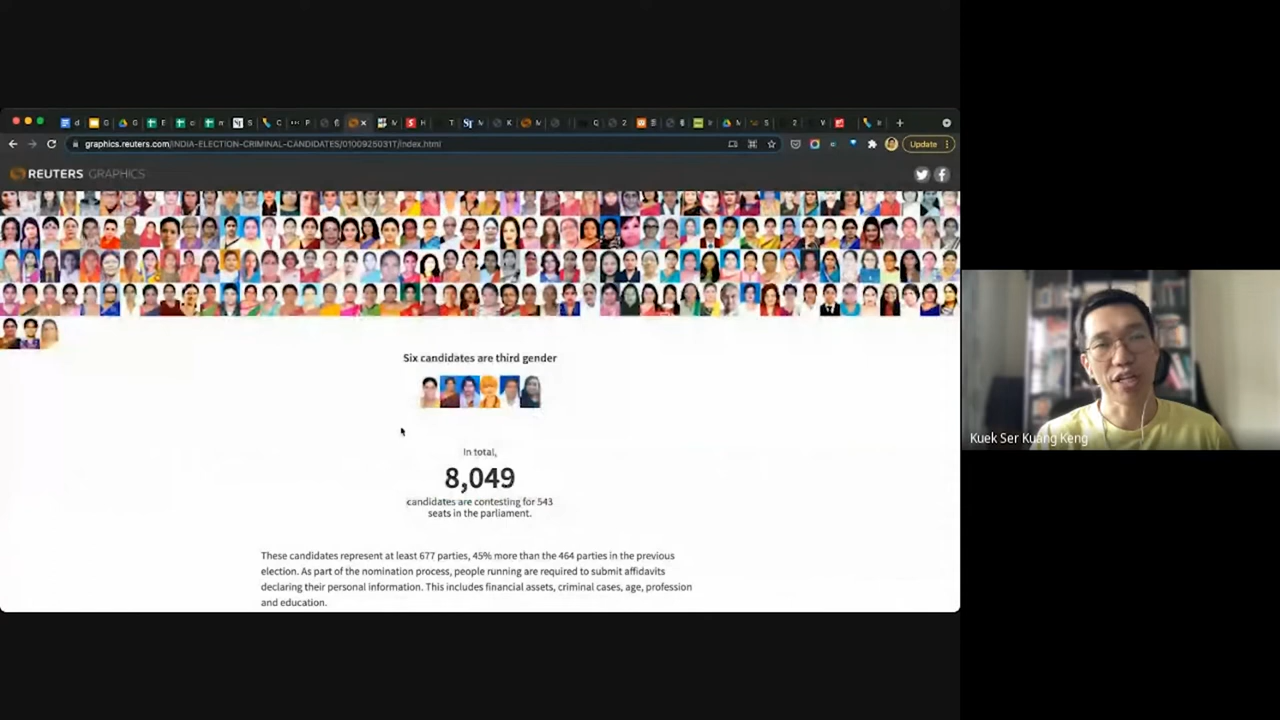 graphics.reuters.com/INDIA-ELECTION-CRIMINAL-CANDIDATES/01009250317/index.html
Update
REUTERS GRAPHICS
Six candidates are third gender
In total,
8,049
candidates are contesting for 543
seats in the parliament.
These candidates represent at least 677 parties, 45% more than the 464 parties in the previous
election. As part of the nomination process, people running are required to submit affidavits
declaring their personal information. This includes financial assets, criminal cases, age, profession
and education.
Kuek Ser Kuang Keng